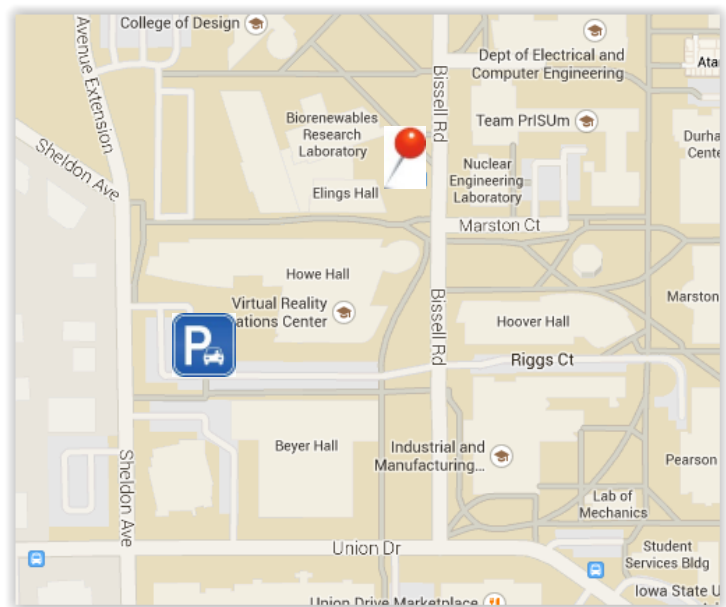 College of Design
Avenue Extension
Bissell Rd
Dept of Electrical and
Computer Engineering
Biorenewables
Research
Laboratory
Team PrISUm
Sheldon Ave
Nuclear
Engineering
Laboratory
Elings Hall
Marston Ct
Howe Hall
Virtual Reality
ations Center
Bissell Rd
Marston
Hoover Hall
P
Riggs Ct
Beyer Hall
Industrial and
Manufacturing...
Sheldon Ave
Pearson
Lab of
Mechanics
Union Dr
Student
Services Bldg
Iowa State U
Union Drive Marketplace